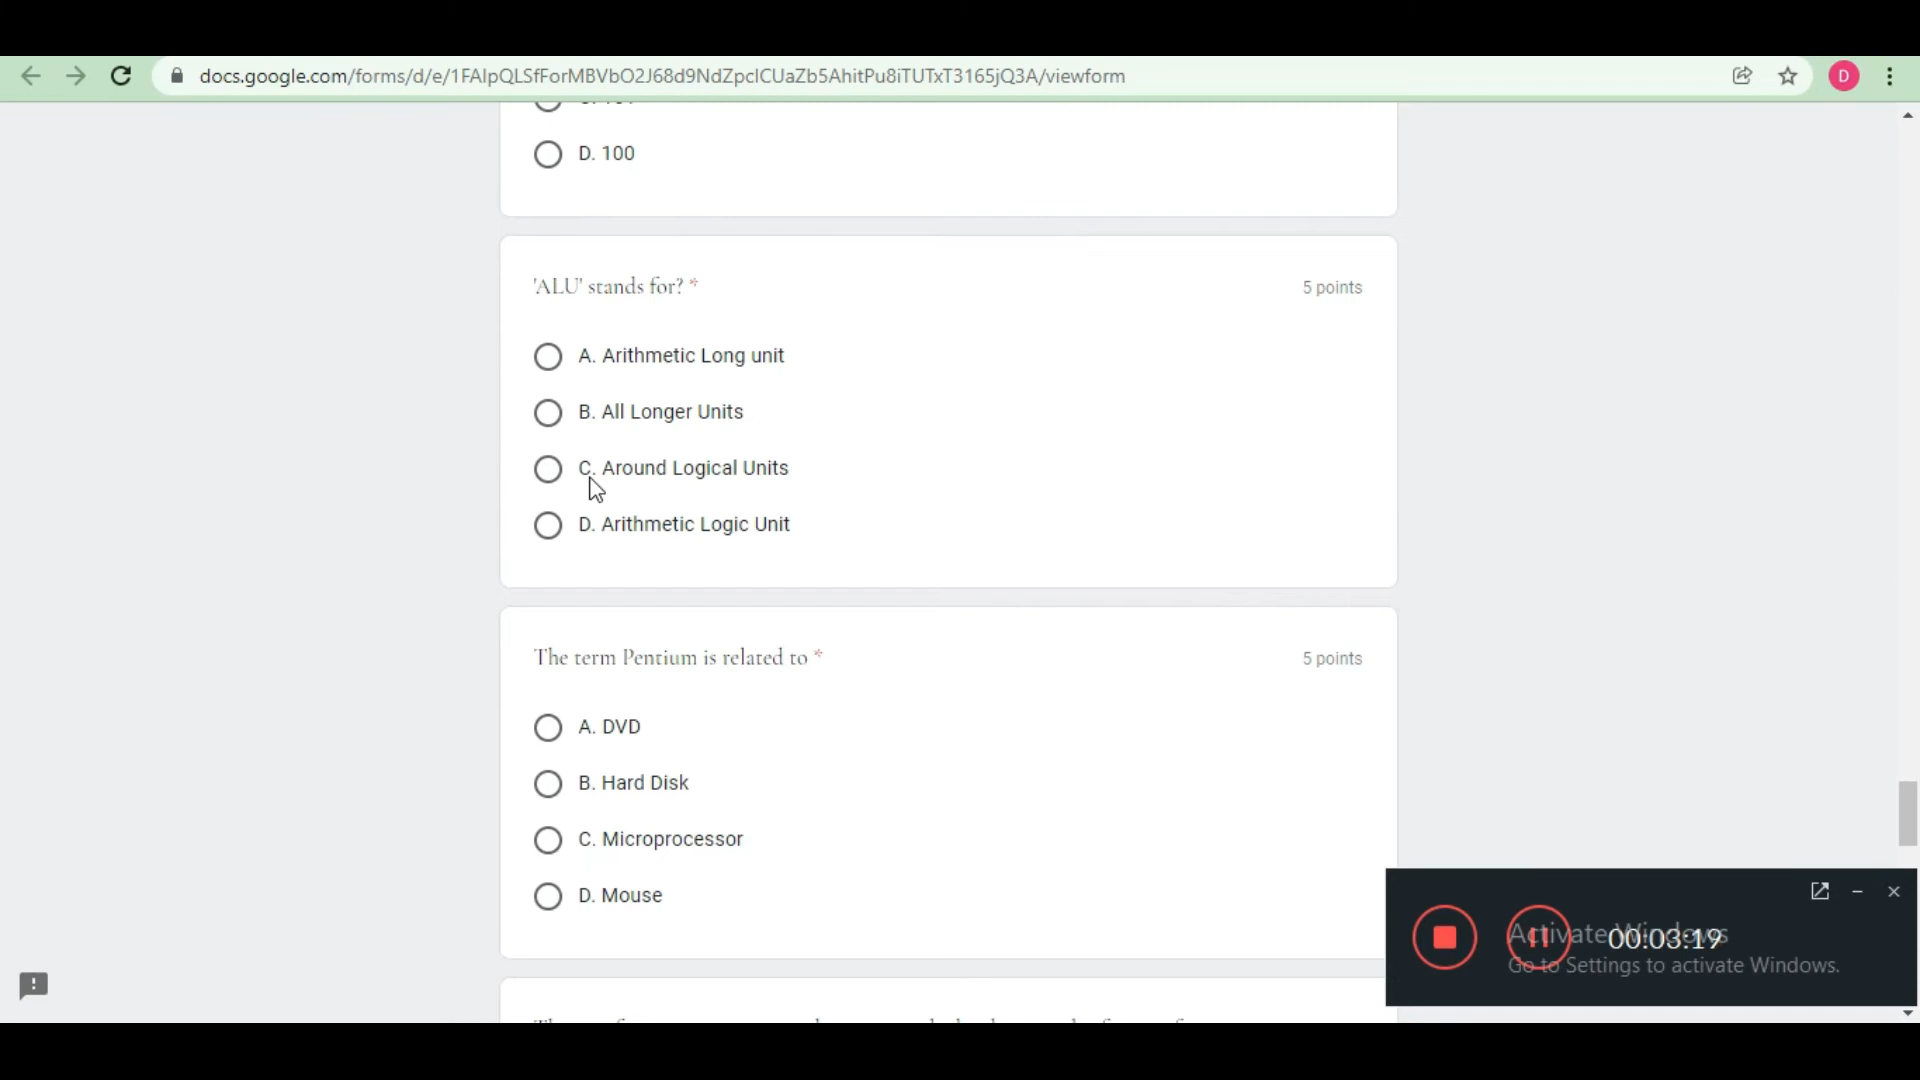 docs.google.com/forms/d/e/1FAIpQLSfForMBVbO2J68d9NdZpcICUaZb5AhitPu8iTUTxT3165jQ3A/viewform
D
D. 100
'ALU' stands for? *
5 points
A. Arithmetic Long unit
B. All Longer Units
C. Around Logical Units
D. Arithmetic Logic Unit
The term Pentium is related to *
5 points
A. DVD
B. Hard Disk
C. Microprocessor
D. Mouse
Activate Windows
00:03:19
Go to Settings to activate Windows.